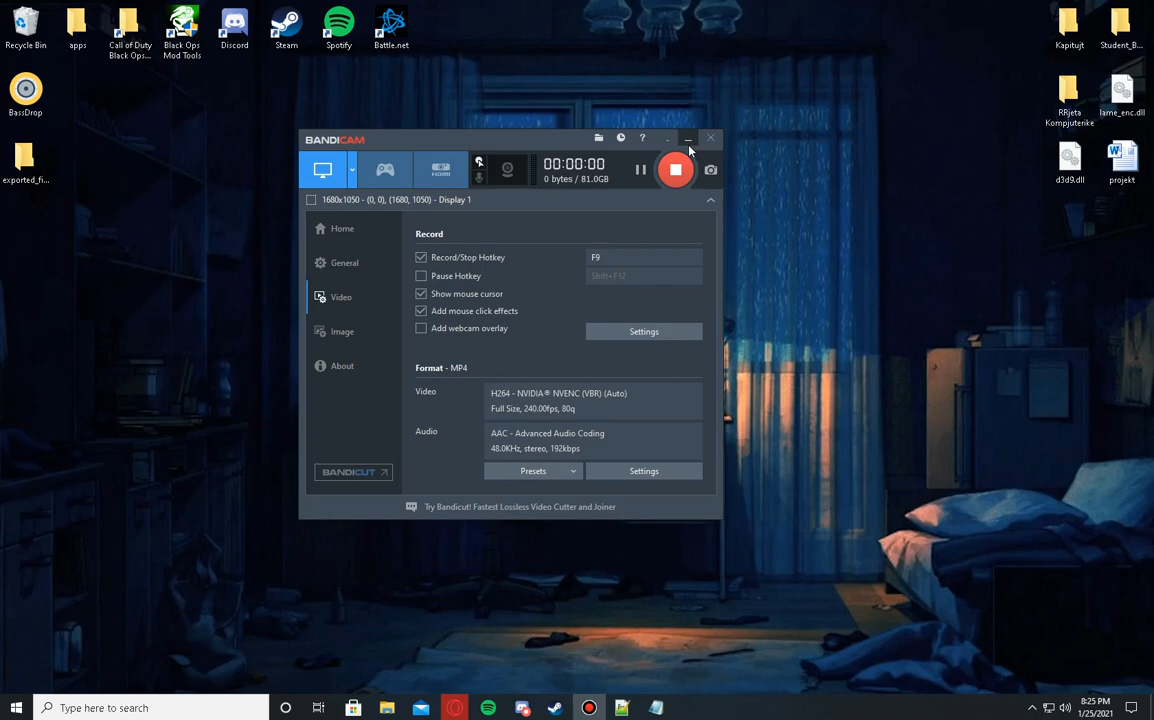 Recycle Bin
apps
Call of Duty
Black Ops...
Black Ops
Mod Tools
Discord
Steam
Spotify
Battle.net
Kapitujt
Student_B...
BassDrop
RRjeta
Kompjuterike
lame_enc.dll
exported_fi...
d3d9.dll
projekt
BANDICAM
HDMI
00:00:00
0 bytes / 81.0GB
1680x1050 - (0, 0), (1680, 1050) - Display 1
Home
General
Video
Image
About
BANDICUT
Record
Record/Stop Hotkey
F9
Pause Hotkey
Shift+F12
Show mouse cursor
Add mouse click effects
Add webcam overlay
Settings
Format - MP4
Video
H264 - NVIDIA® NVENC (VBR) (Auto)
Full Size, 240.00fps, 80q
Audio
AAC - Advanced Audio Coding
48.0KHz, stereo, 192kbps
Presets
Settings
Try Bandicut! Fastest Lossless Video Cutter and Joiner
Type here to search
8:25 PM
1/25/2021